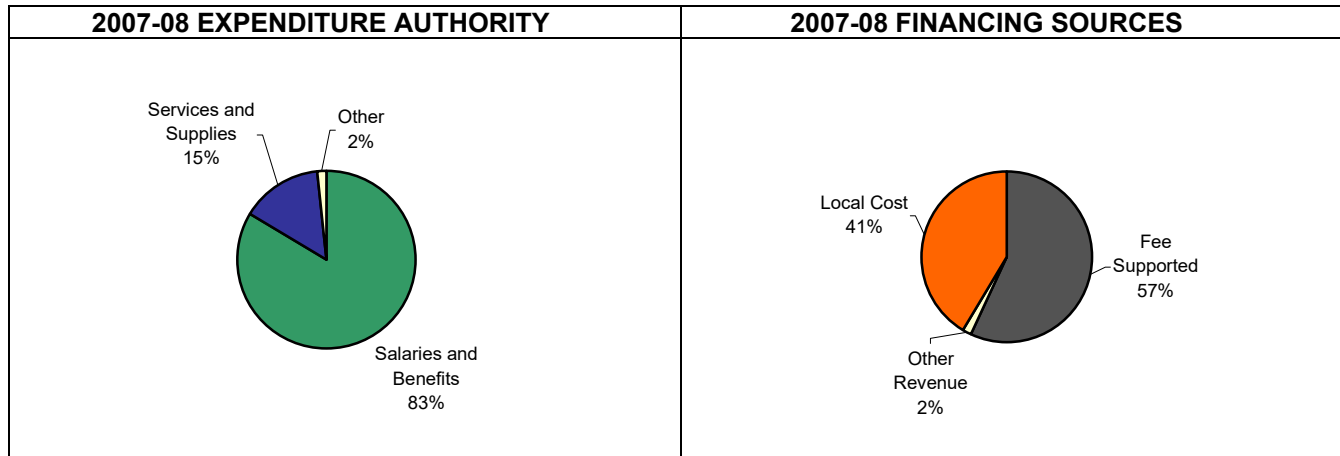 2007-08 EXPENDITURE AUTHORITY
Services and
Supplies
15%
Other
2%
Salaries and
Benefits
83%
2007-08 FINANCING SOURCES
Local Cost
41%
Fee
Supported
57%
Other
Revenue
2%